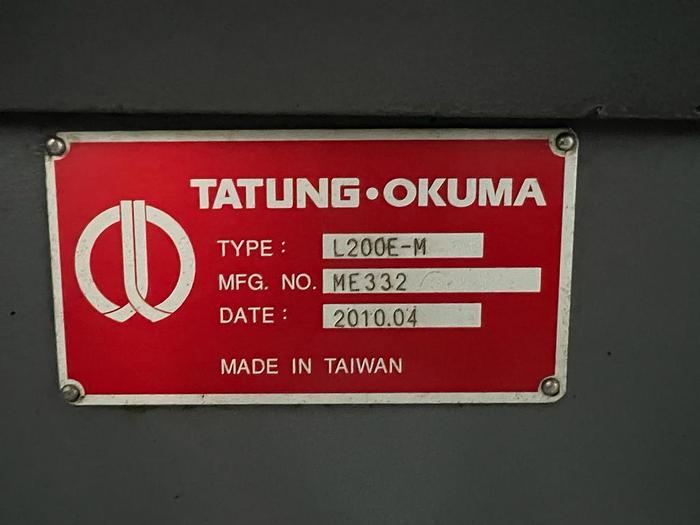 TATUNG•OKUMA
TYPE: L200E-M
MFG. NO. ME332
DATE: 2010.04
MADE IN TAIWAN